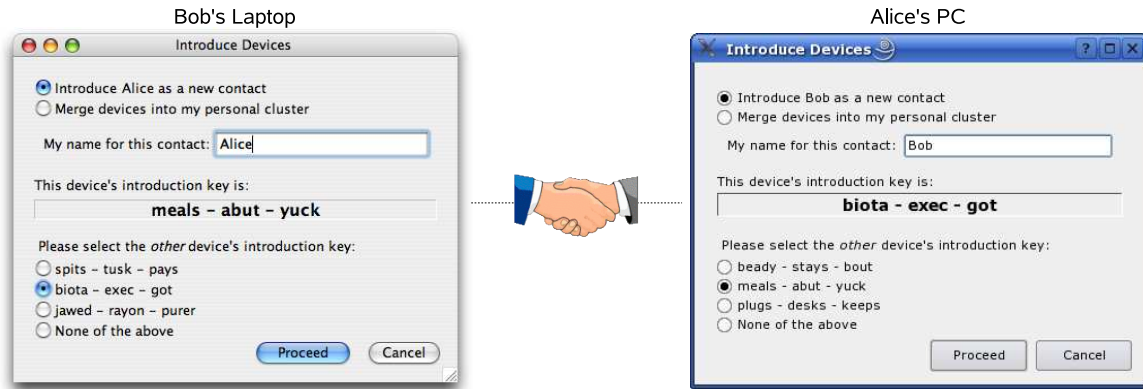 Bob's Laptop
Introduce Devices
Introduce Alice as a new contact
Merge devices into my personal cluster
My name for this contact: Alice
This device's introduction key is:
meals – abut – yuck
Please select the other device's introduction key:
spits – tusk – pays
biota – exec – got
jawed – rayon – purer
None of the above
Proceed Cancel
Alice's PC
Introduce Devices
?
Introduce Bob as a new contact
Merge devices into my personal cluster
My name for this contact: Bob
This device's introduction key is:
biota - exec - got
Please select the other device's introduction key:
beady - stays - bout
meals - abut - yuck
plugs - desks - keeps
None of the above
Proceed Cancel